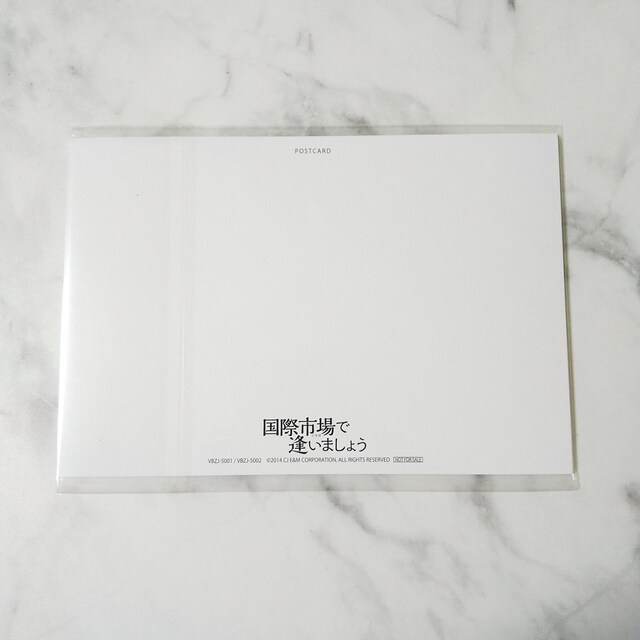 POSTCARD
国際市場で
逢いましょう
VBZJ-5001 / VBZJ-5002 ©2014 CJ E&M CORPORATION, ALL RIGHTS RESERVED NOT FOR SALE